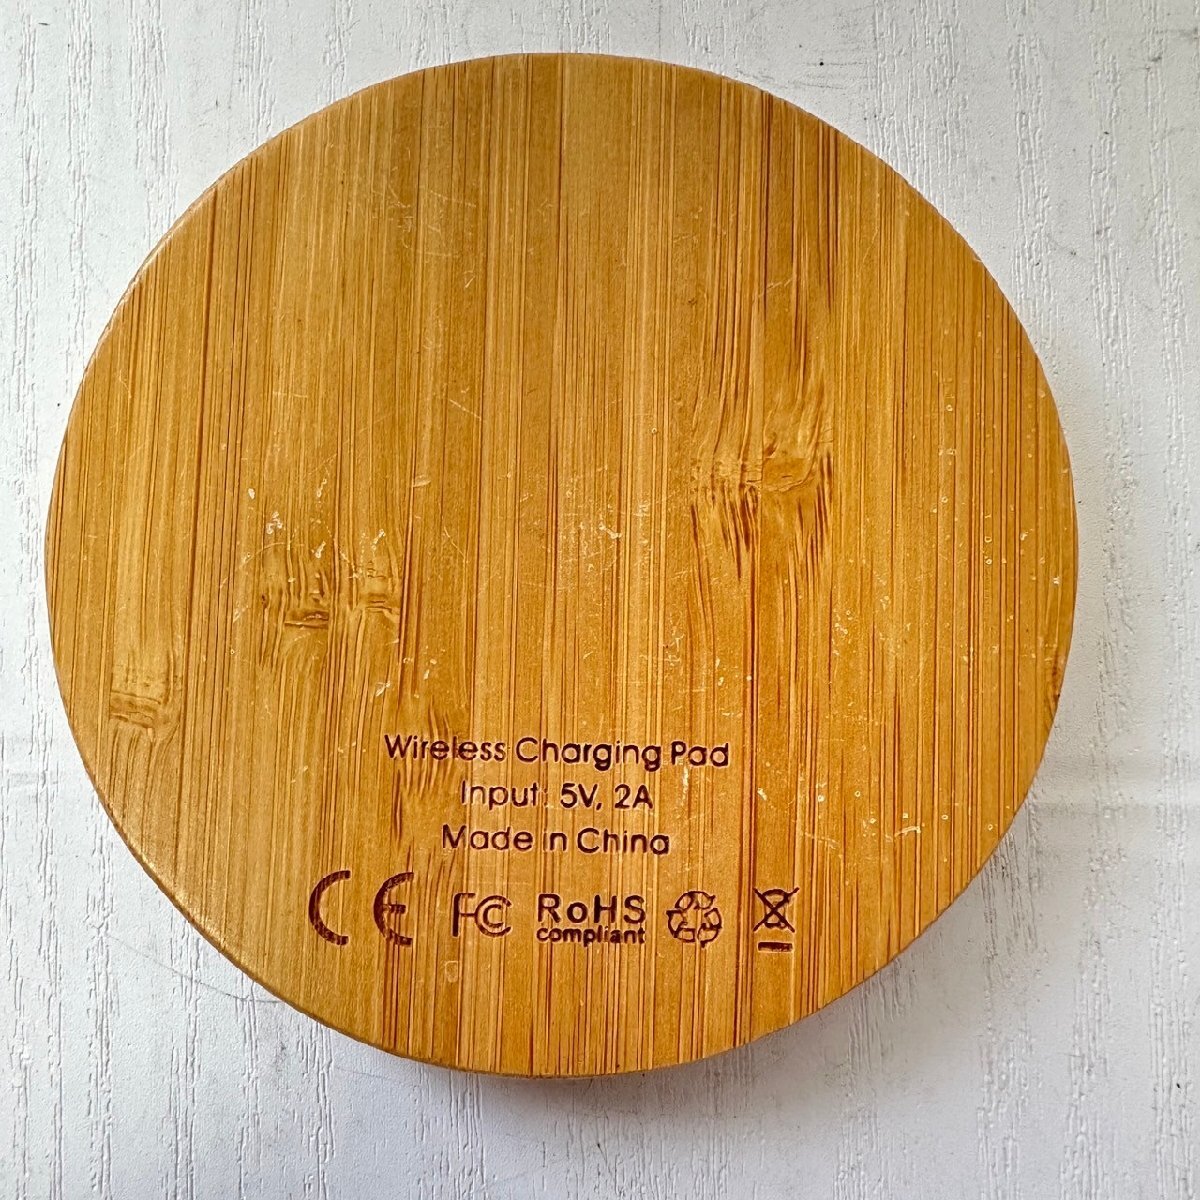 Wireless Charging Pad
Input: 5V, 2A
Made in China
CE FC RoHS
compliant